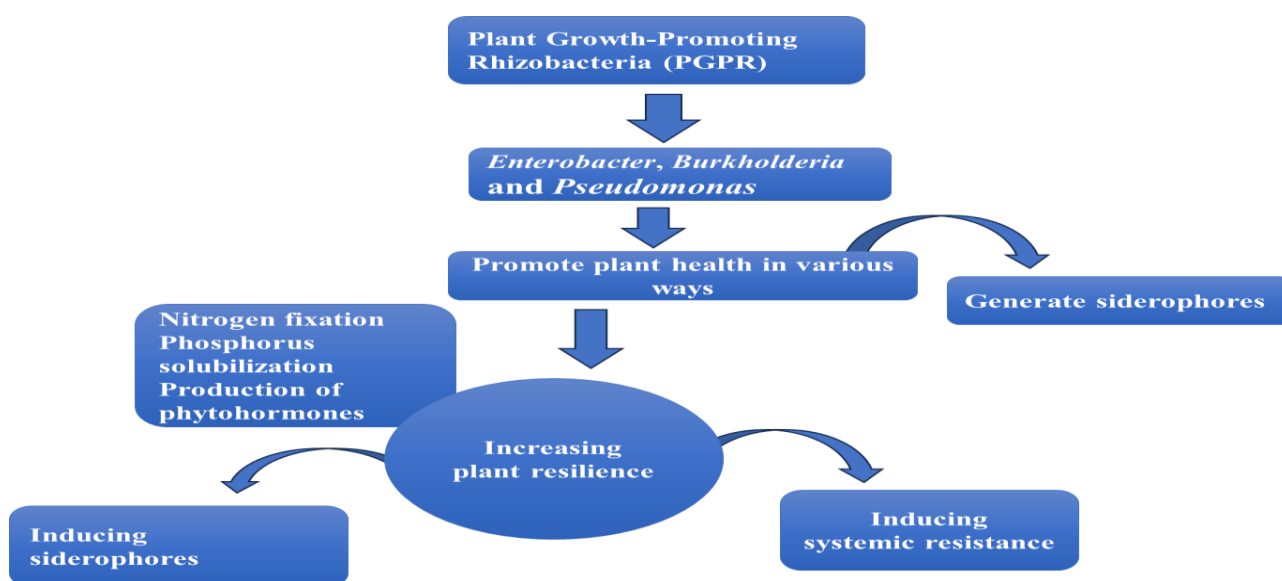 Plant Growth-Promoting
Rhizobacteria (PGPR)
Enterobacter, Burkholderia
and Pseudomonas
Promote plant health in various
ways
Generate siderophores
Nitrogen fixation
Phosphorus
solubilization
Production of
phytohormones
Increasing
plant resilience
Inducing
siderophores
Inducing
systemic resistance